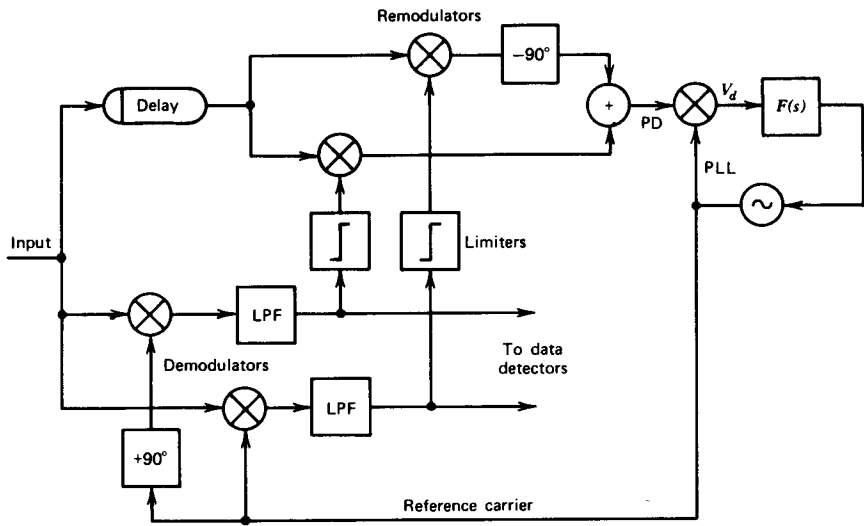 Remodulators
−90°
Delay
+
PD
V_d
F(s)
PLL
Input
Limiters
LPF
Demodulators
To data
detectors
LPF
+90°
Reference carrier